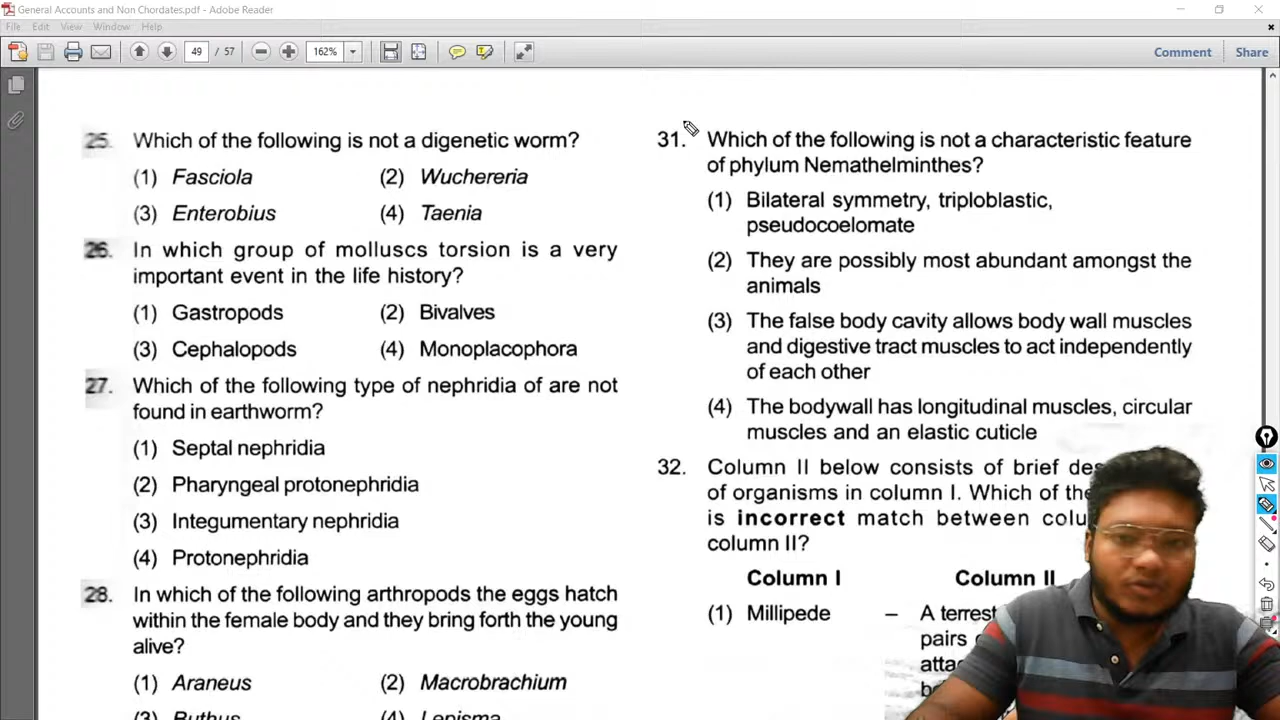 General Accounts and Non Chordates.pdf - Adobe Reader
File Edit View Window Help
49 / 57
162%
Comment
Share
25. Which of the following is not a digenetic worm?
(1) Fasciola
(2) Wuchereria
(3) Enterobius
(4) Taenia
26. In which group of molluscs torsion is a very
important event in the life history?
(1) Gastropods
(2) Bivalves
(3) Cephalopods
(4) Monoplacophora
27. Which of the following type of nephridia of are not
found in earthworm?
(1) Septal nephridia
(2) Pharyngeal protonephridia
(3) Integumentary nephridia
(4) Protonephridia
28. In which of the following arthropods the eggs hatch
within the female body and they bring forth the young
alive?
(1) Araneus
(2) Macrobrachium
(3) Buthus
(4) Lepisma
31. Which of the following is not a characteristic feature
of phylum Nemathelminthes?
(1) Bilateral symmetry, triploblastic,
pseudocoelomate
(2) They are possibly most abundant amongst the
animals
(3) The false body cavity allows body wall muscles
and digestive tract muscles to act independently
of each other
(4) The bodywall has longitudinal muscles, circular
muscles and an elastic cuticle
32. Column II below consists of brief
of organisms in column I. Which of the
is incorrect match between
column II?
Column I
Column II
(1) Millipede
– A
pairs